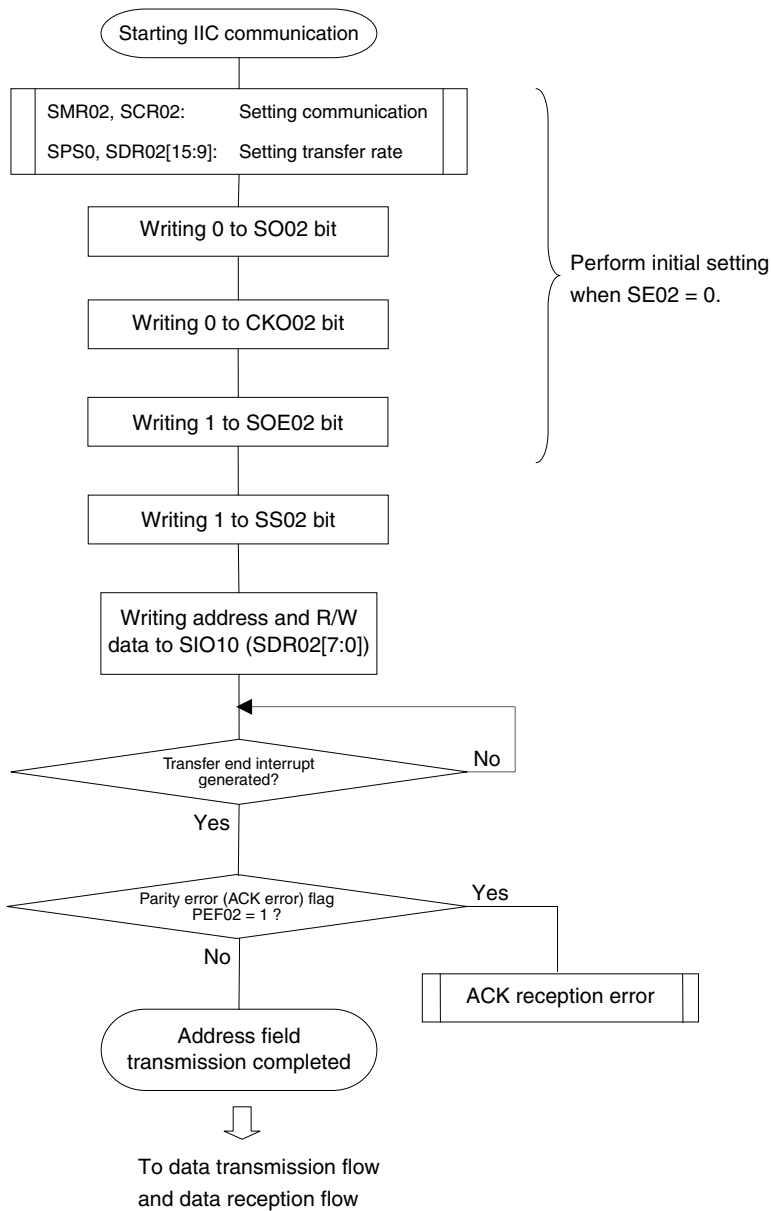 Starting IIC communication
SMR02, SCR02: Setting communication
SPS0, SDR02[15:9]: Setting transfer rate
Writing 0 to SO02 bit
Writing 0 to CKO02 bit
Writing 1 to SOE02 bit
Perform initial setting
when SE02 = 0.
Writing 1 to SS02 bit
Writing address and R/W
data to SIO10 (SDR02[7:0])
Transfer end interrupt
generated?
No
Yes
Parity error (ACK error) flag
PEF02 = 1 ?
Yes
No
ACK reception error
Address field
transmission completed
To data transmission flow
and data reception flow